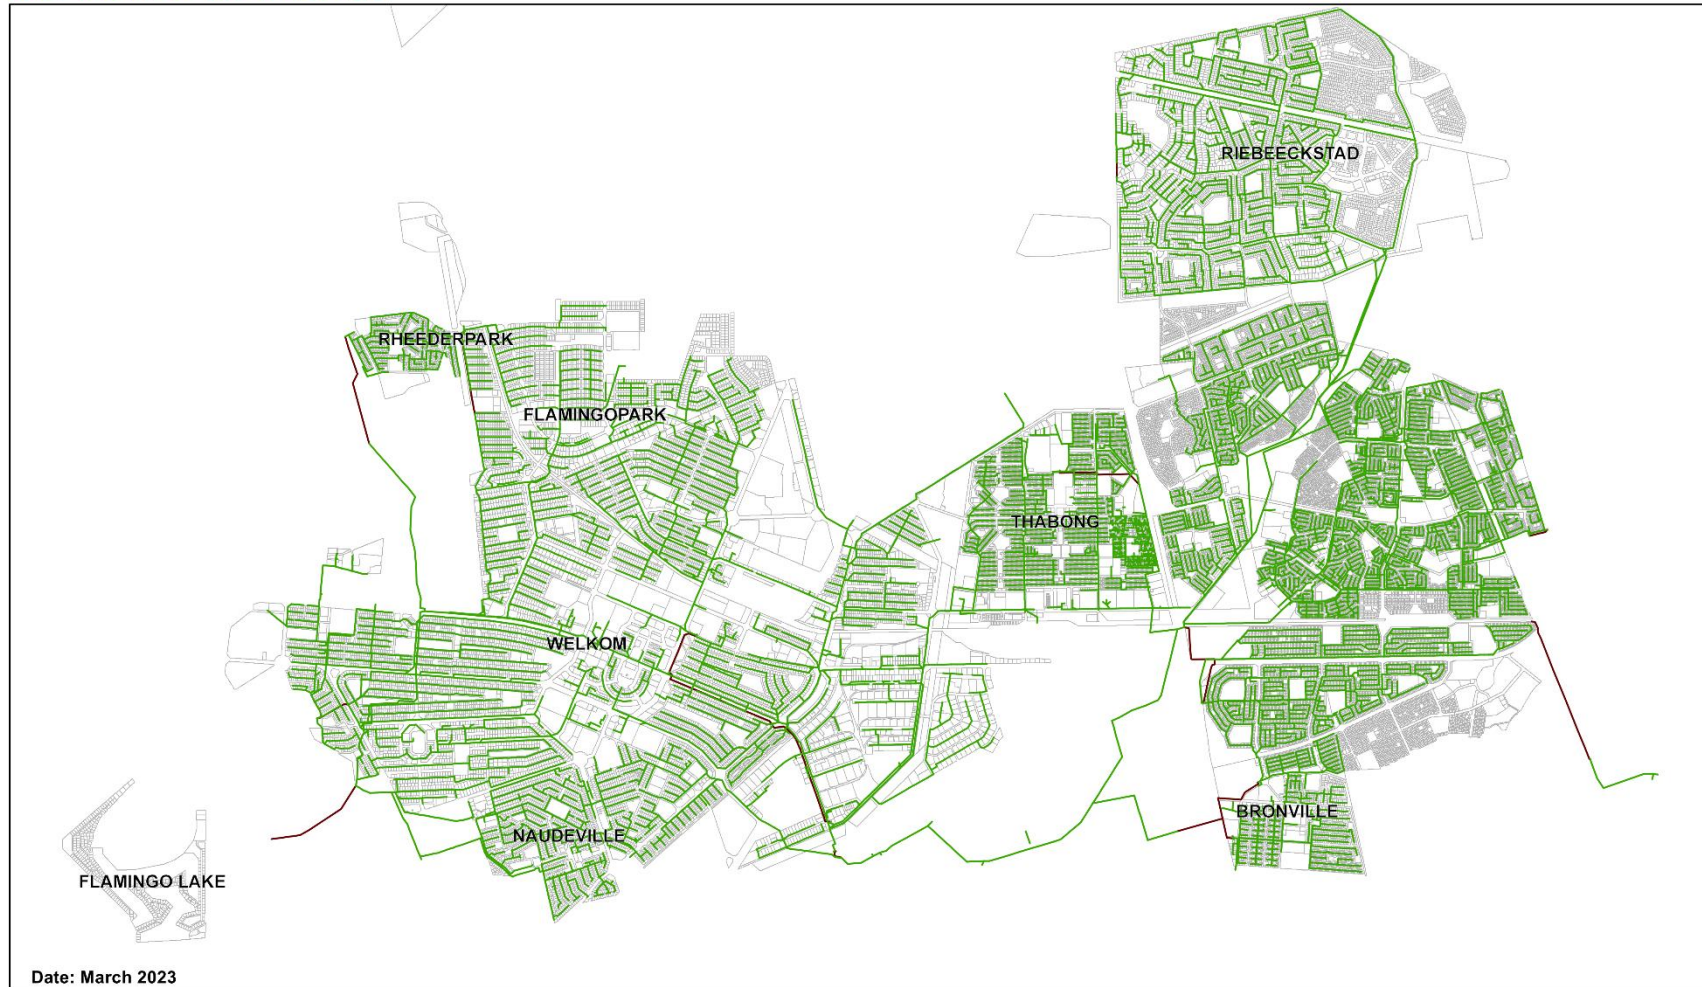 RIEBEECKSTAD
RHEEDERPARK
FLAMINGOPARK
THABONG
WELKOM
BRONVILLE
NAUDEVILLE
FLAMINGO LAKE
Date: March 2023